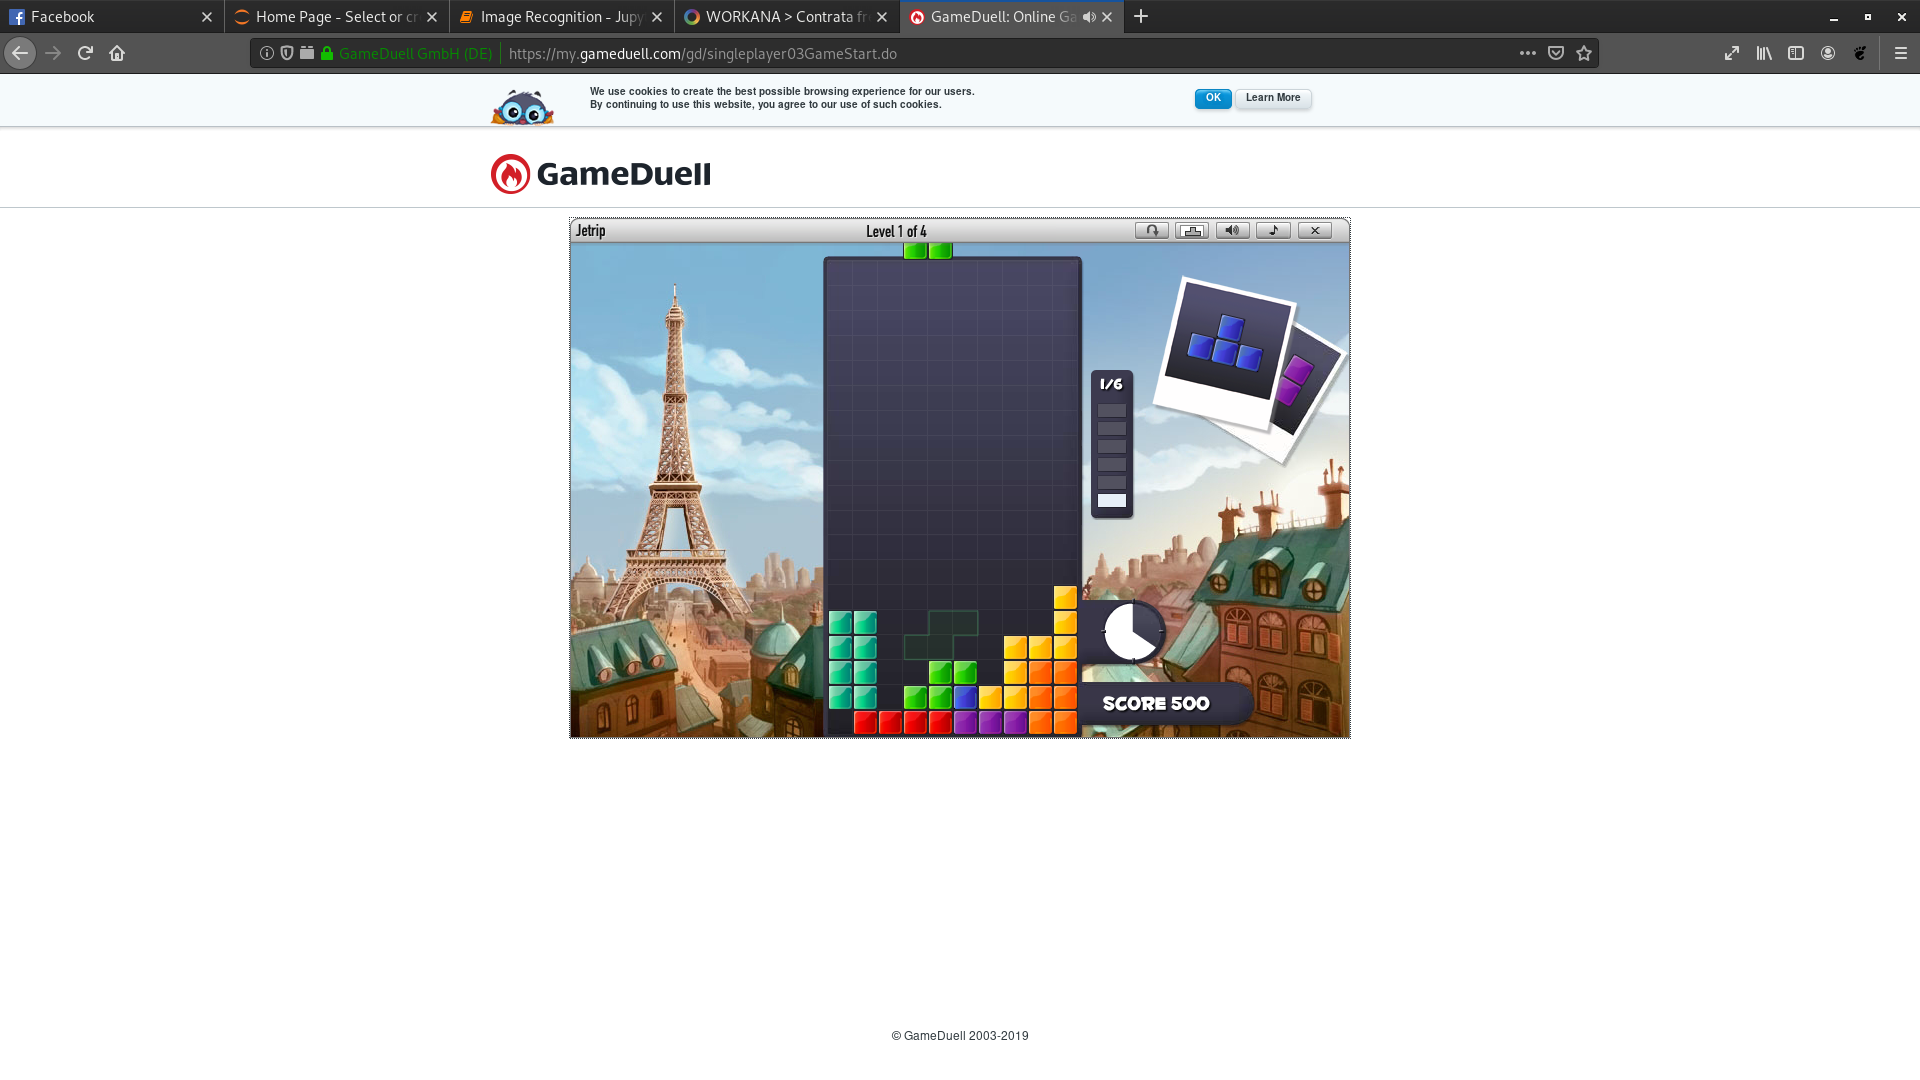 Facebook
Home Page - Select or cr
Image Recognition - Jupy
WORKANA > Contrata fr
GameDuell: Online Ga
GameDuell GmbH (DE)
https://my.gameduell.com/gd/singleplayer03GameStart.do
We use cookies to create the best possible browsing experience for our users.
By continuing to use this website, you agree to our use of such cookies.
OK
Learn More
GameDuell
Jetrip
Level 1 of 4
1/6
SCORE 500
© GameDuell 2003-2019